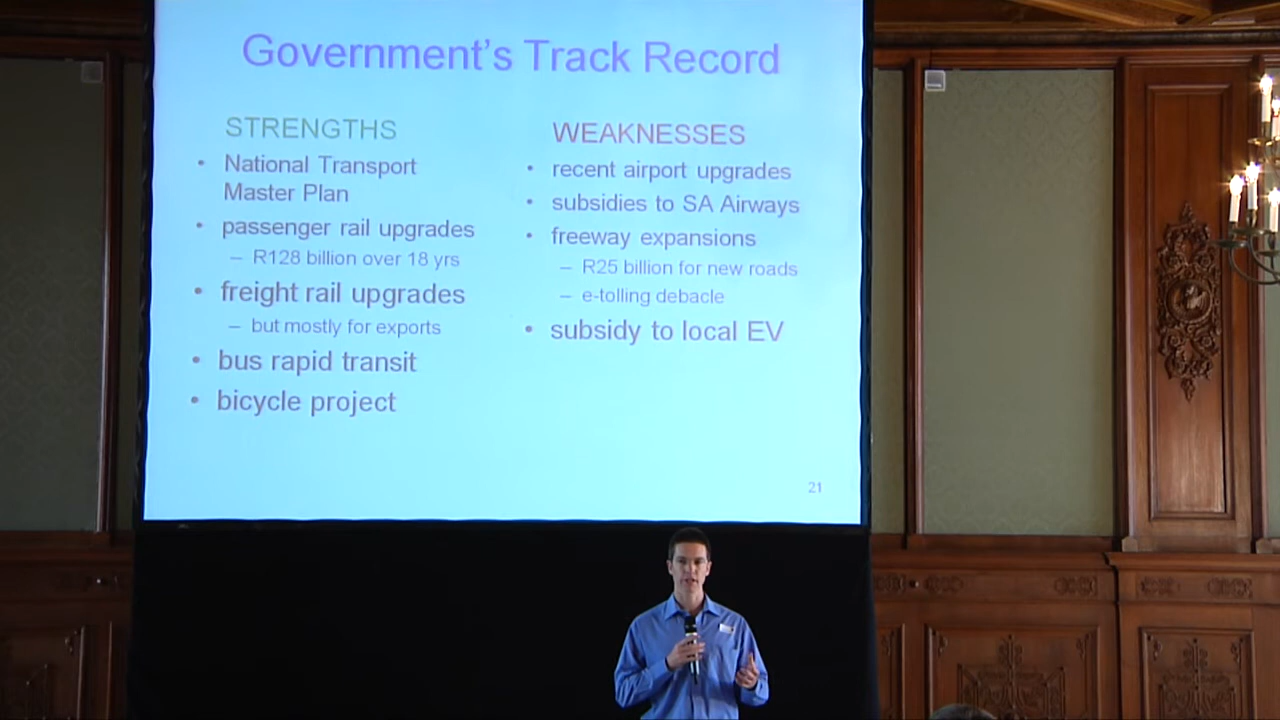 Government's Track Record
STRENGTHS
• National Transport
Master Plan
• passenger rail upgrades
– R128 billion over 18 yrs
• freight rail upgrades
– but mostly for exports
• bus rapid transit
• bicycle project
WEAKNESSES
• recent airport upgrades
• subsidies to SA Airways
• freeway expansions
– R25 billion for new roads
– e-tolling debacle
• subsidy to local EV
21